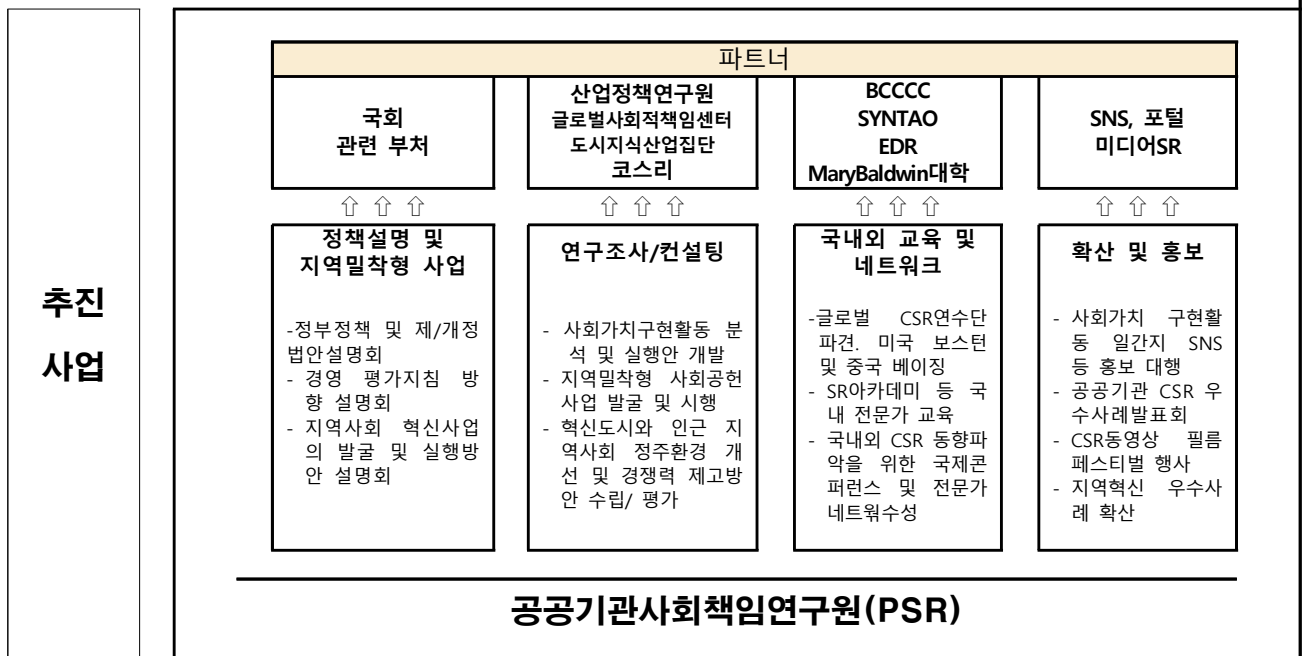 추진
사업
파트너
국회
관련 부처
산업정책연구원
글로벌사회적책임센터
도시지식산업집단
코스리
BCCCC
SYNTAO
EDR
MaryBaldwin대학
SNS, 포털
미디어SR
⇧ ⇧ ⇧
⇧ ⇧ ⇧
⇧ ⇧ ⇧
⇧ ⇧ ⇧
정책설명 및
지역밀착형 사업
-정부정책 및 제/개정
법안설명회
- 경영 평가지침 방
향 설명회
- 지역사회 혁신사업
의 발굴 및 실행방
안 설명회
연구조사/컨설팅
- 사회가치구현활동 분
석 및 실행안 개발
- 지역밀착형 사회공헌
사업 발굴 및 시행
- 혁신도시와 인근 지
역사회 정주환경 개
선 및 경쟁력 제고방
안 수립/ 평가
국내외 교육 및
네트워크
-글로벌 CSR연수단
파견. 미국 보스턴
및 중국 베이징
- SR아카데미 등 국
내 전문가 교육
- 국내외 CSR 동향파
악을 위한 국제콘
퍼런스 및 전문가
네트웍수성
확산 및 홍보
- 사회가치 구현활
동 일간지 SNS
등 홍보 대행
- 공공기관 CSR 우
수사례발표회
- CSR동영상 필름
페스티벌 행사
- 지역혁신 우수사
례 확산
공공기관사회책임연구원(PSR)